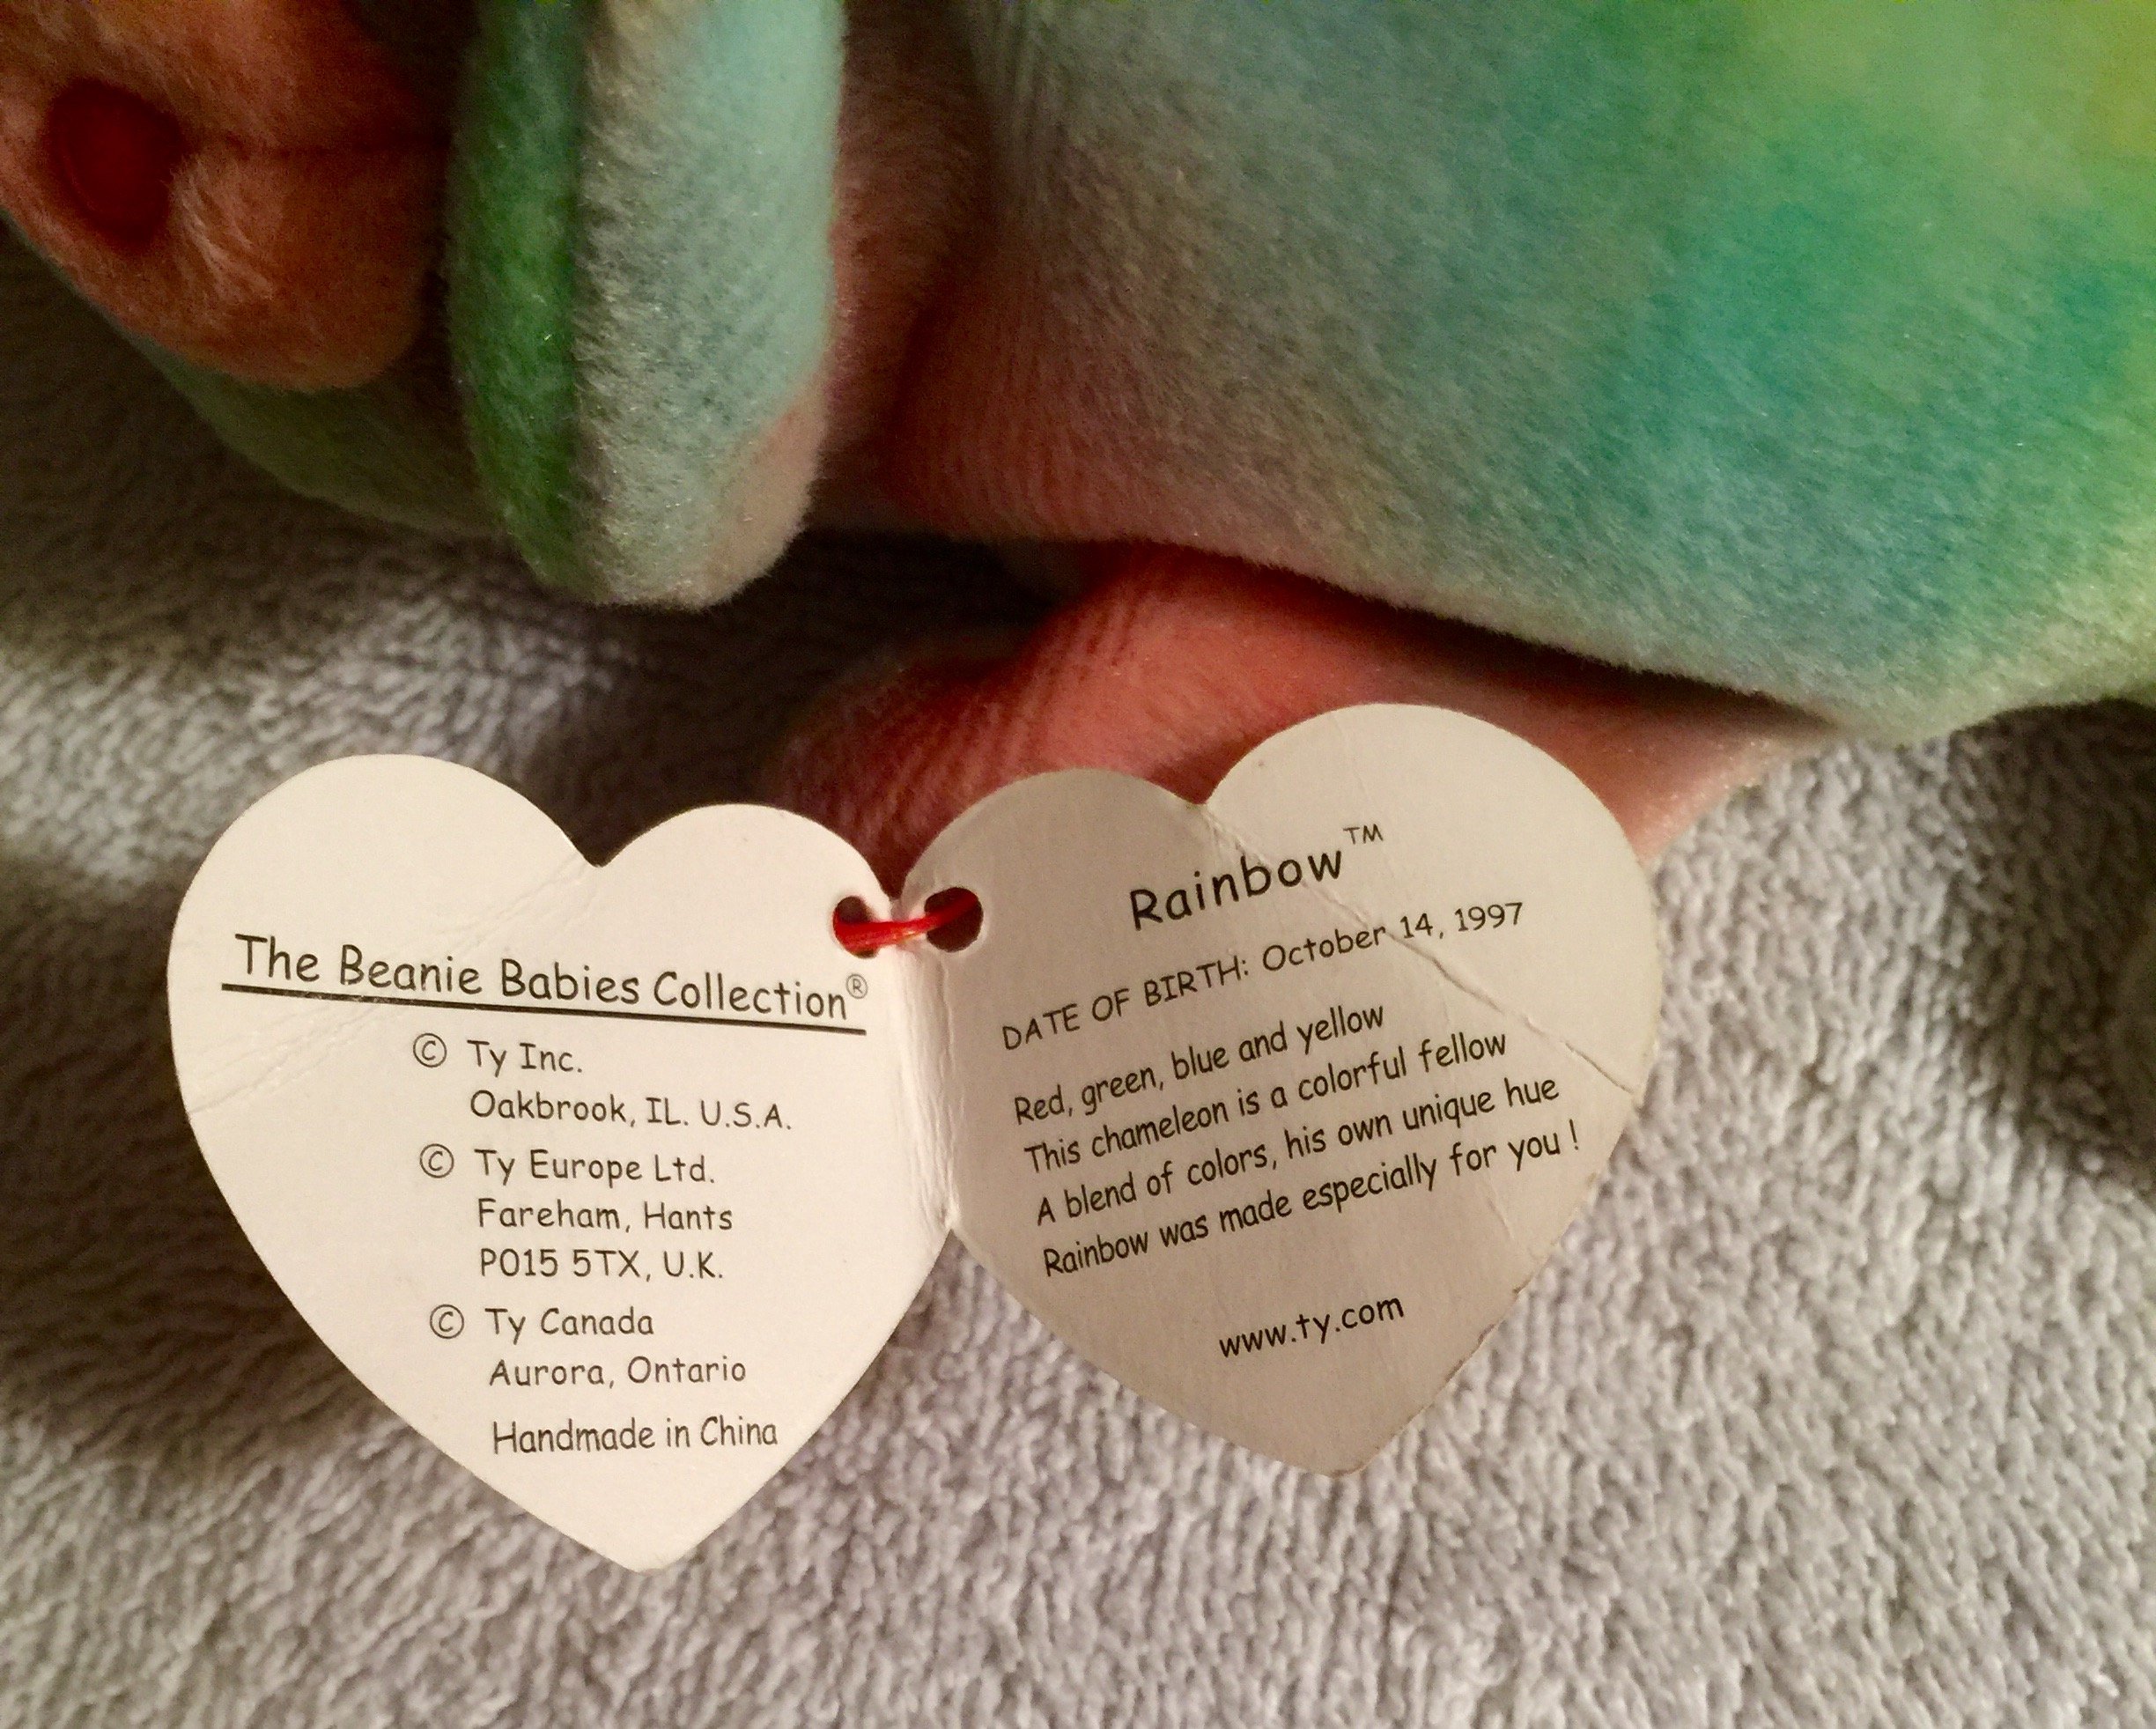 The Beanie Babies Collection®
© Ty Inc.
Oakbrook, IL. U.S.A.
© Ty Europe Ltd.
Fareham, Hants
PO15 5TX, U.K.
© Ty Canada
Aurora, Ontario
Handmade in China
Rainbow™
DATE OF BIRTH: October 14, 1997
Red, green, blue and yellow
This chameleon is a colorful fellow
A blend of colors, his own unique hue
Rainbow was made especially for you !
www.ty.com